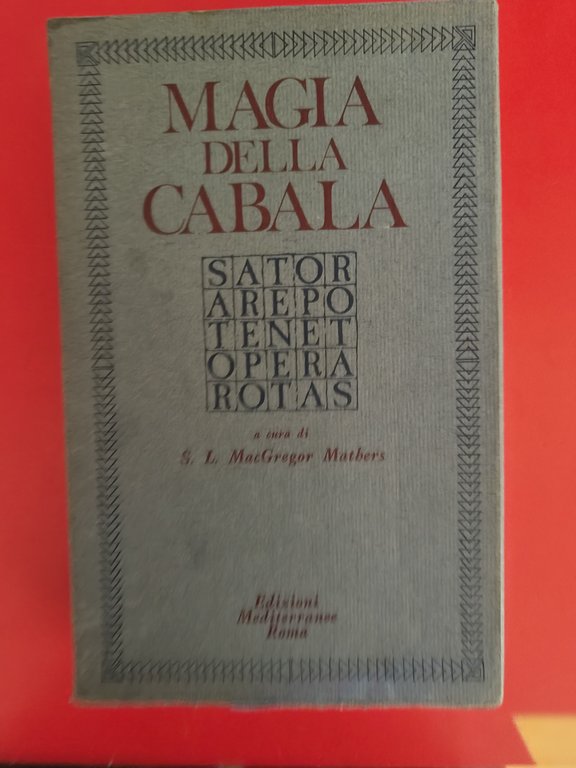 MAGIA
DELLA
CABALA
SATOR
AREPO
TENET
OPERA
ROTAS
a cura di
S. L. MacGregor Mathers
Edizioni
Mediterranee
Roma